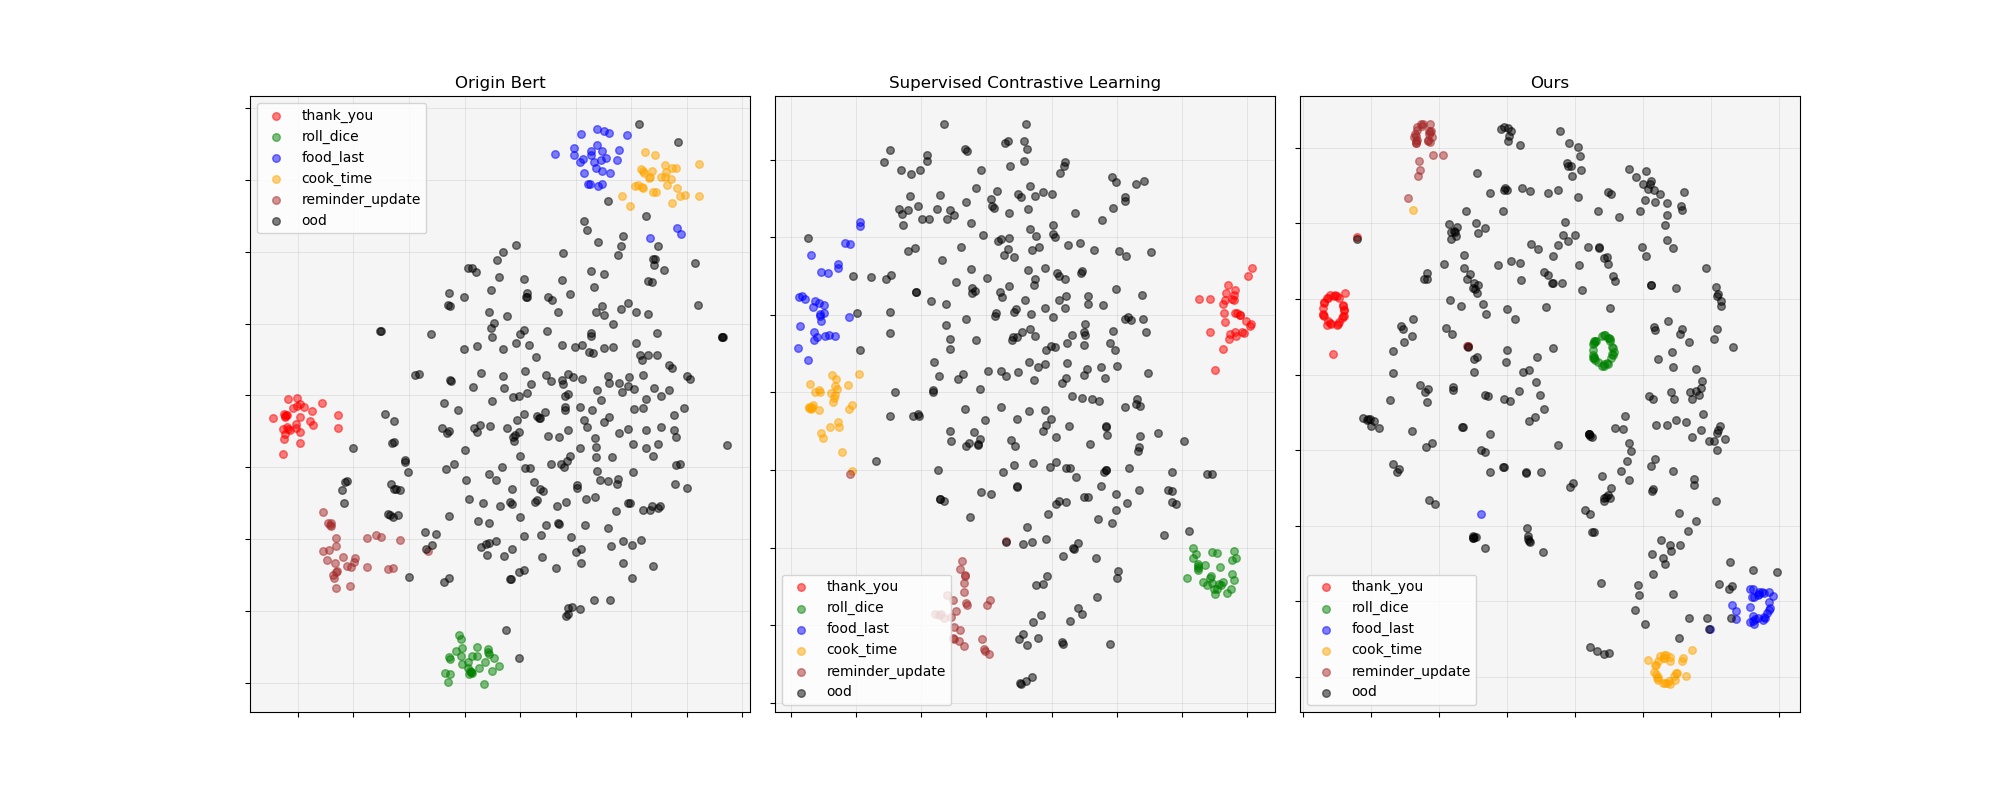 Origin Bert
thank_you
roll_dice
food_last
cook_time
reminder_update
ood
Supervised Contrastive Learning
thank_you
roll_dice
food_last
cook_time
reminder_update
ood
Ours
thank_you
roll_dice
food_last
cook_time
reminder_update
ood